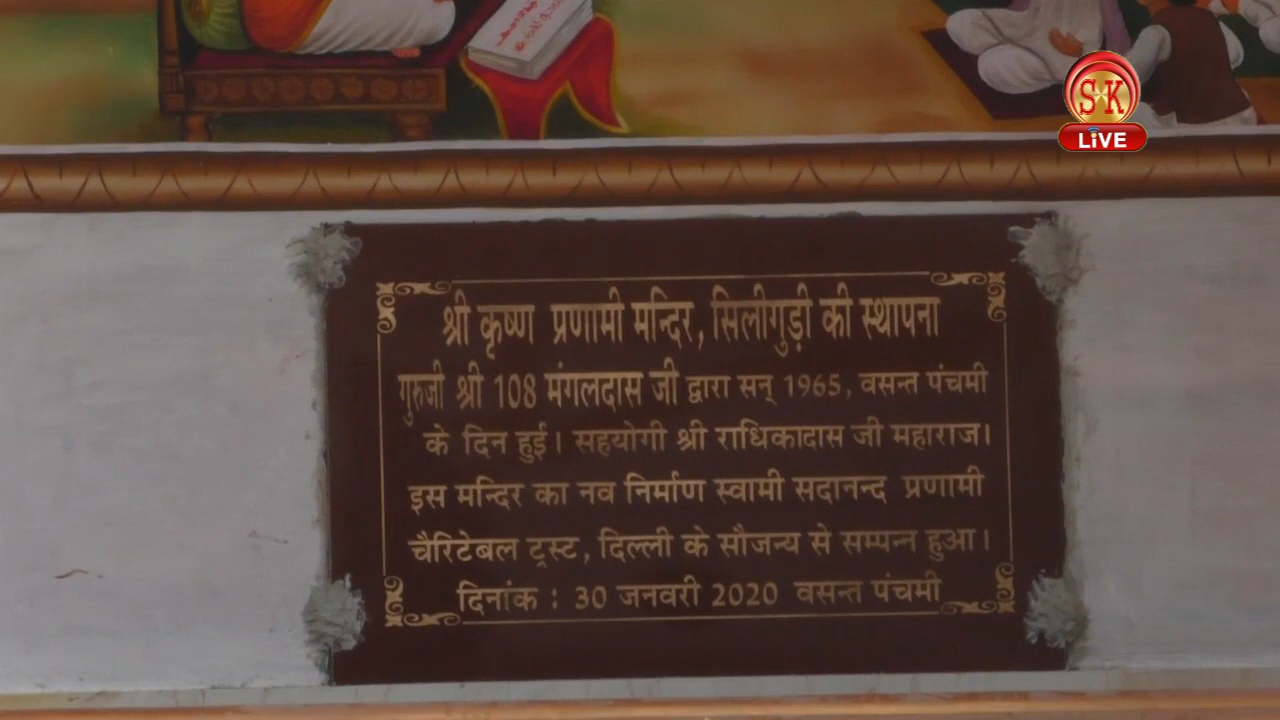 S K
LiVE
श्री कृष्ण प्रणामी मन्दिर, सिलीगुड़ी की स्थापना
गुरुजी श्री 108 मंगलदास जी द्वारा सन् 1965, वसन्त पंचमी
के दिन हुई। सहयोगी श्री राधिकादास जी महाराज।
इस मन्दिर का नव निर्माण स्वामी सदानन्द प्रणामी
चैरिटेबल ट्रस्ट, दिल्ली के सौजन्य से सम्पन्न हुआ।
दिनांक : 30 जनवरी 2020 वसन्त पंचमी